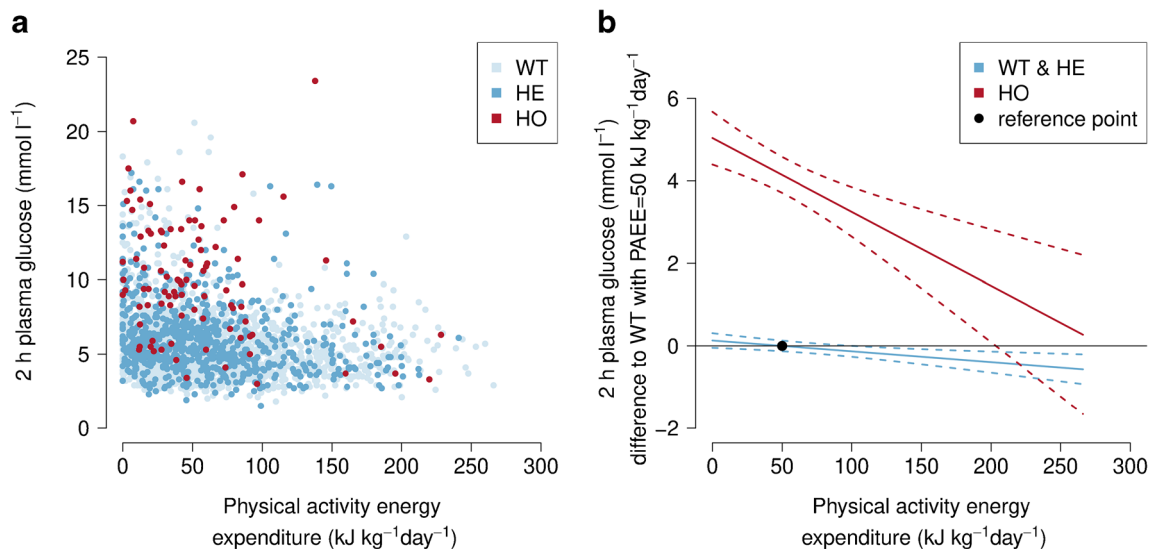 a
25
20
15
10
5
0
2 h plasma glucose (mmol l⁻¹)
WT
HE
HO
0 50 100 150 200 250 300
Physical activity energy
expenditure (kJ kg⁻¹day⁻¹)
b
6
4
2
0
−2
2 h plasma glucose (mmol l⁻¹)
difference to WT with PAEE=50 kJ kg⁻¹day⁻¹
WT & HE
HO
reference point
0 50 100 150 200 250 300
Physical activity energy
expenditure (kJ kg⁻¹day⁻¹)